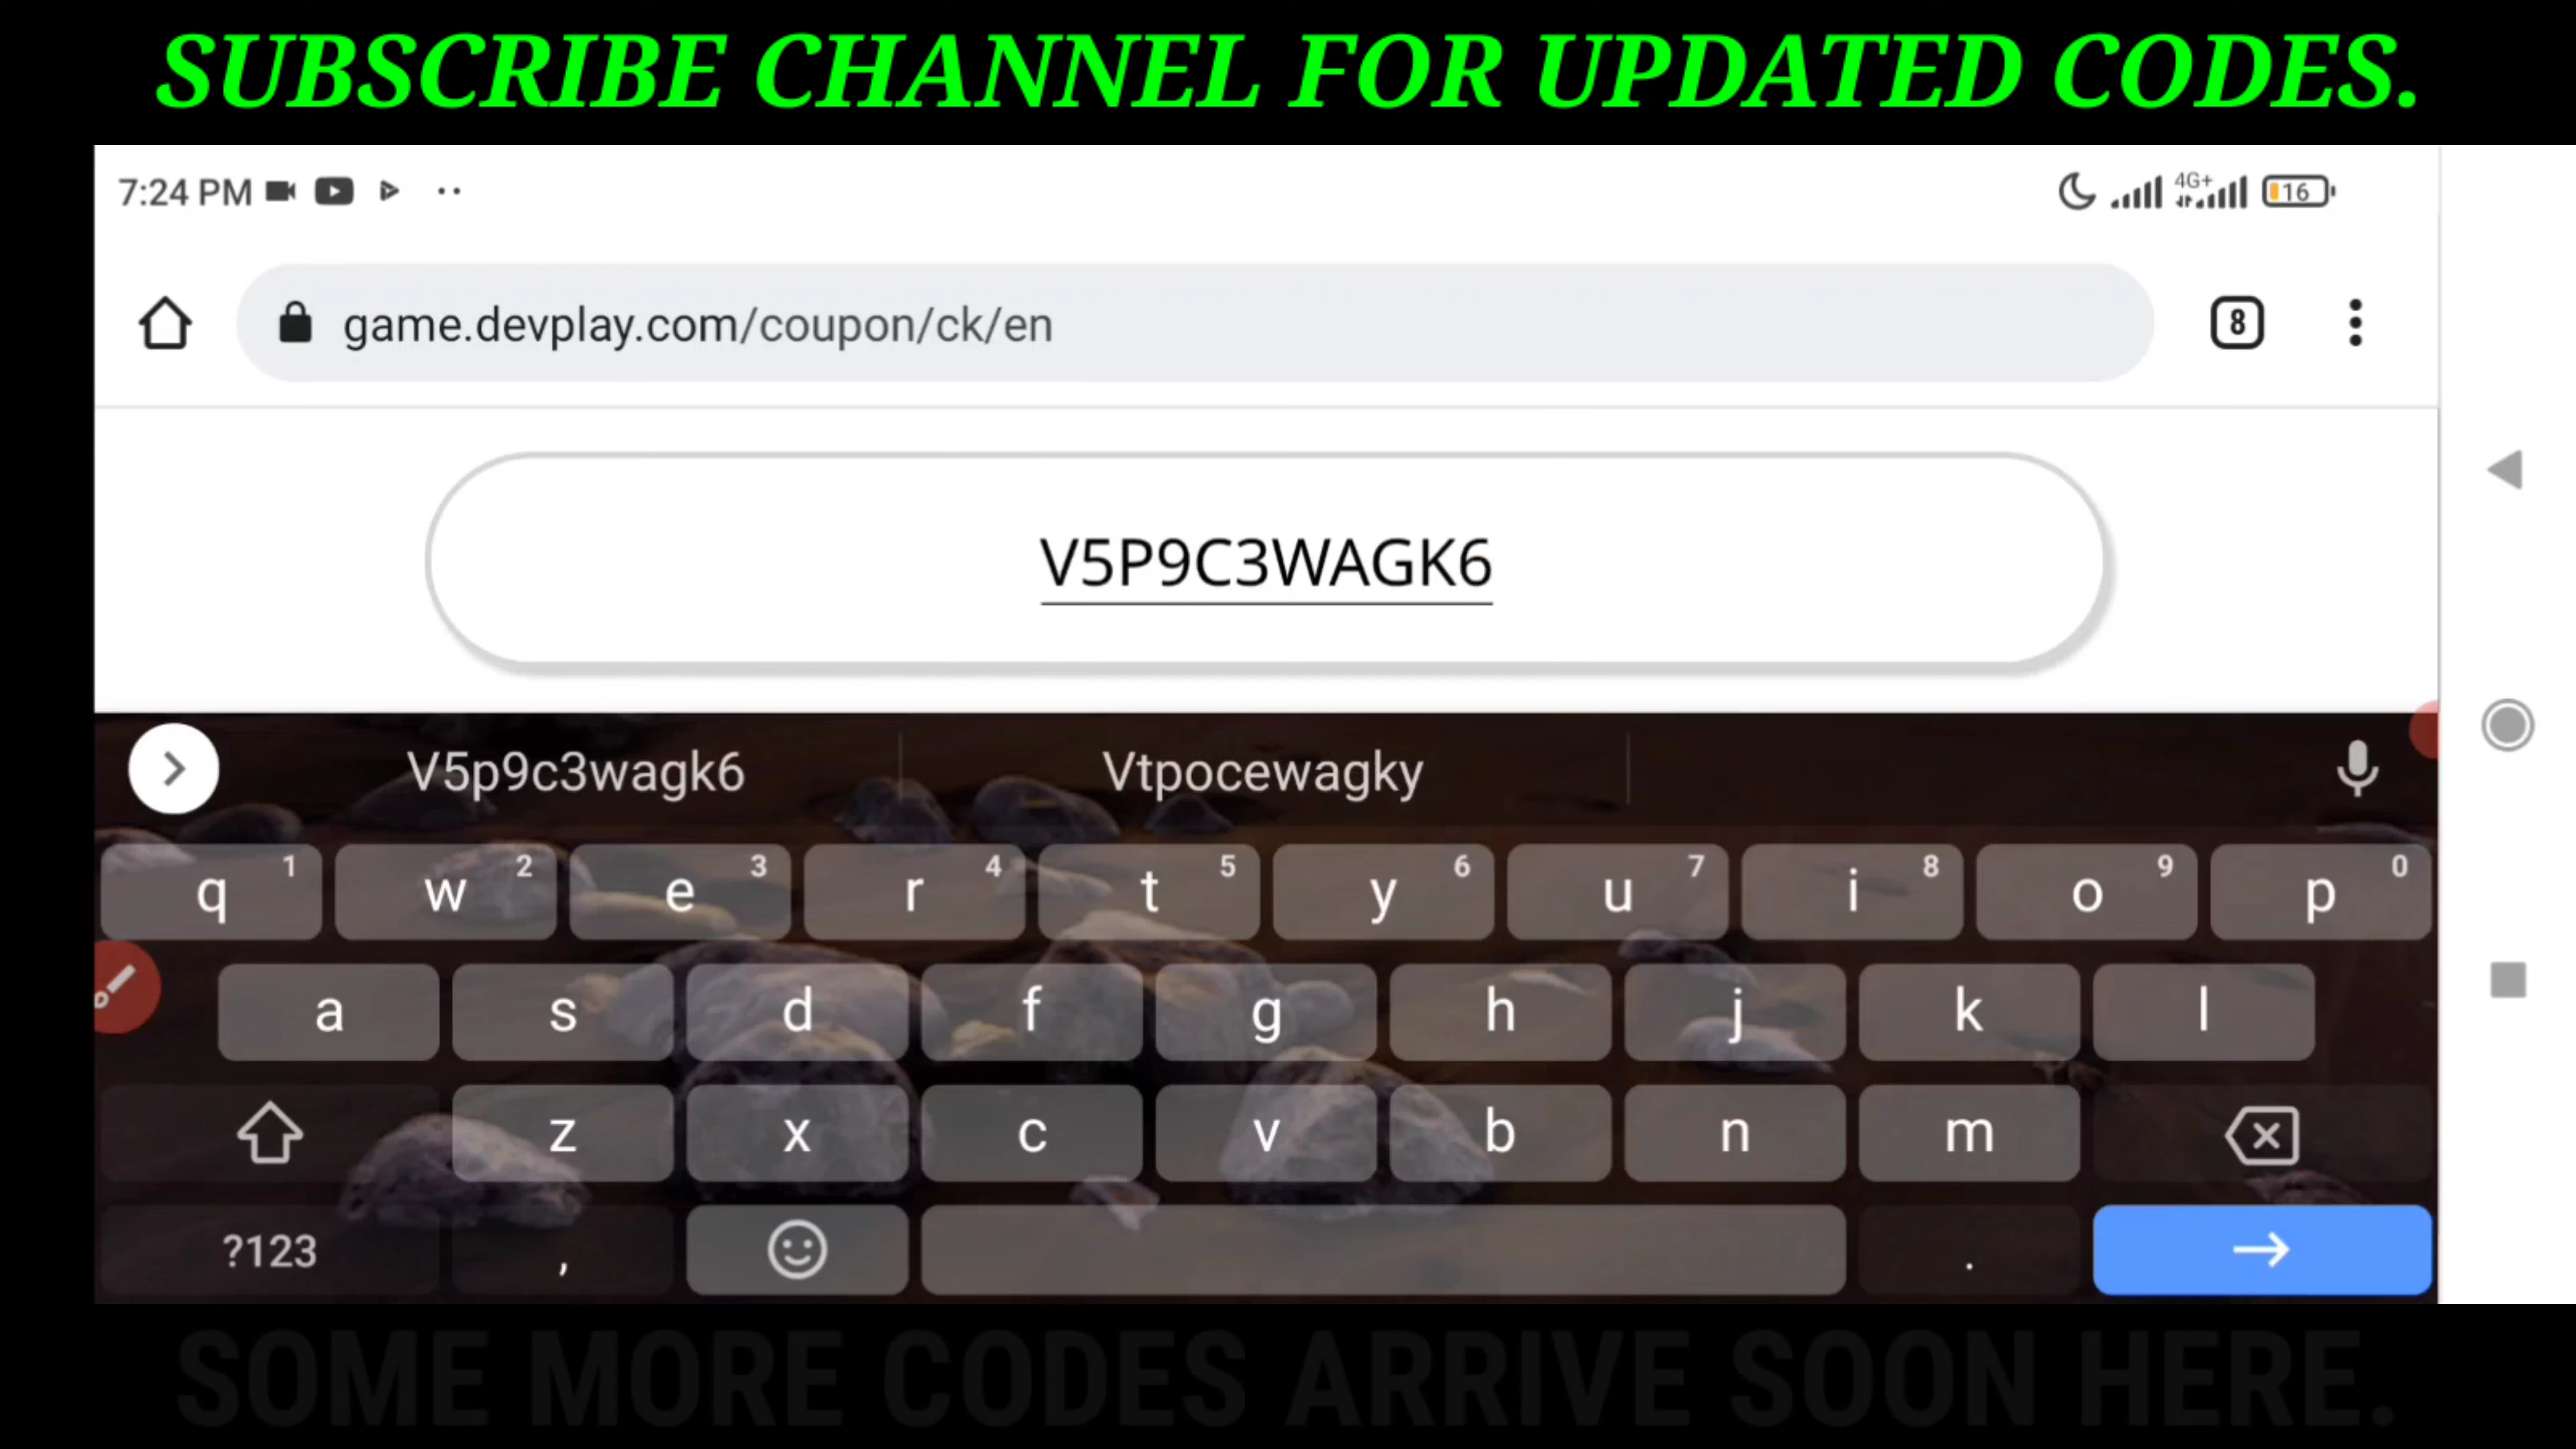 SUBSCRIBE CHANNEL FOR UPDATED CODES.
7:24 PM 4G+ 16
game.devplay.com/coupon/ck/en 8
V5P9C3WAGK6
V5p9c3wagk6 Vtpocewagky
q 1 w 2 e 3 r 4 t 5 y 6 u 7 i 8 o 9 p 0
a s d f g h j k l
z x c v b n m
?123 , .
SOME MORE CODES ARRIVE SOON HERE.